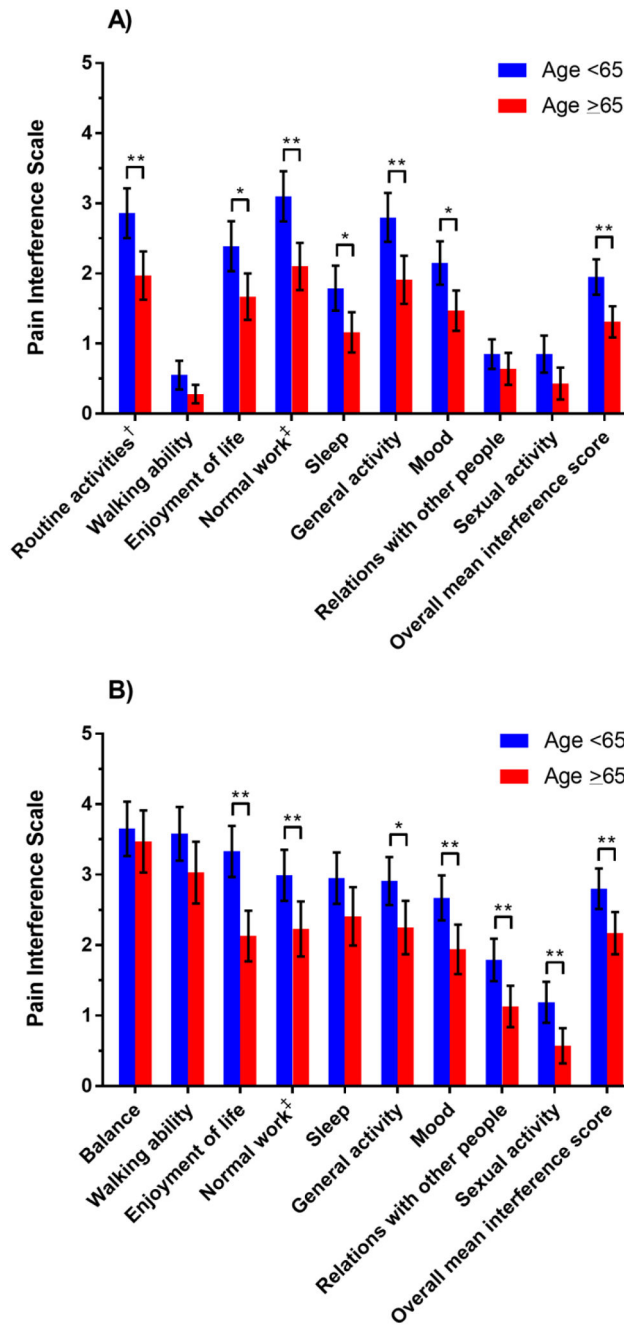 A)
Age <65
Age ≥65
Pain Interference Scale
5
4
3
2
1
0
**
*
**
*
**
*
**
Routine activities†
Walking ability
Enjoyment of life
Normal work‡
Sleep
General activity
Mood
Relations with other people
Sexual activity
Overall mean interference score
B)
Age <65
Age ≥65
Pain Interference Scale
5
4
3
2
1
0
**
**
*
**
**
**
**
Balance
Walking ability
Enjoyment of life
Normal work‡
Sleep
General activity
Mood
Relations with other people
Sexual activity
Overall mean interference score